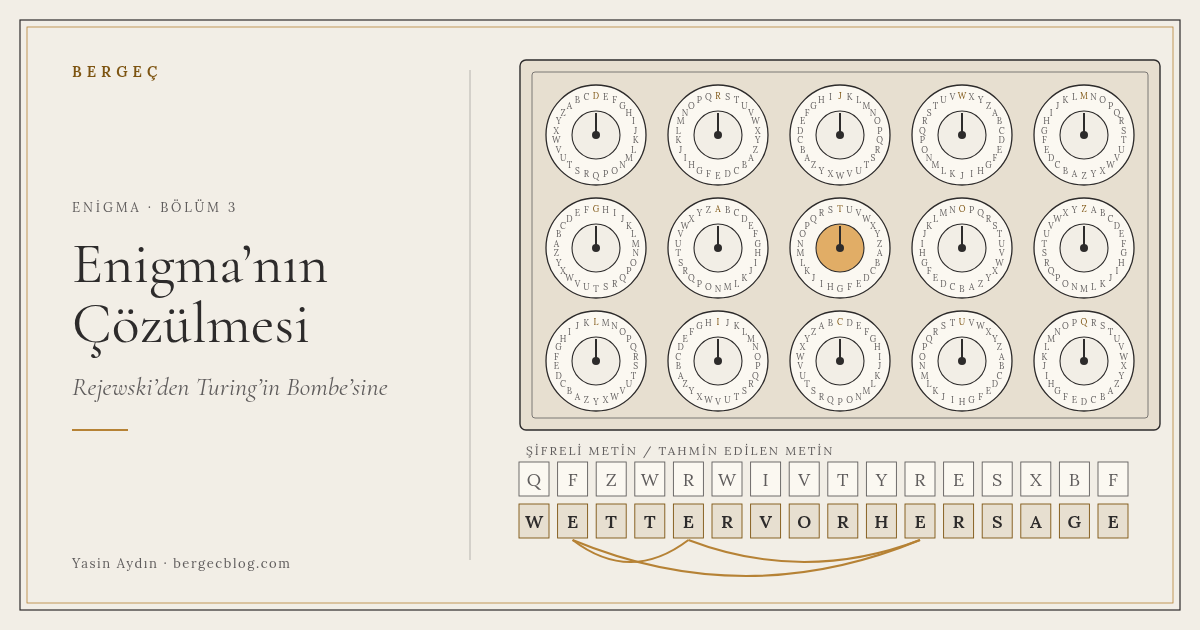 BERGEÇ
ENİGMA · BÖLÜM 3
Enigma’nın
Çözülmesi
Rejewski’den Turing’in Bombe’sine
Yasin Aydın · bergecblog.com
ŞİFRELİ METİN / TAHMİN EDİLEN METİN
Q F Z W R W I V T Y R E S X B F
W E T T E R V O R H E R S A G E